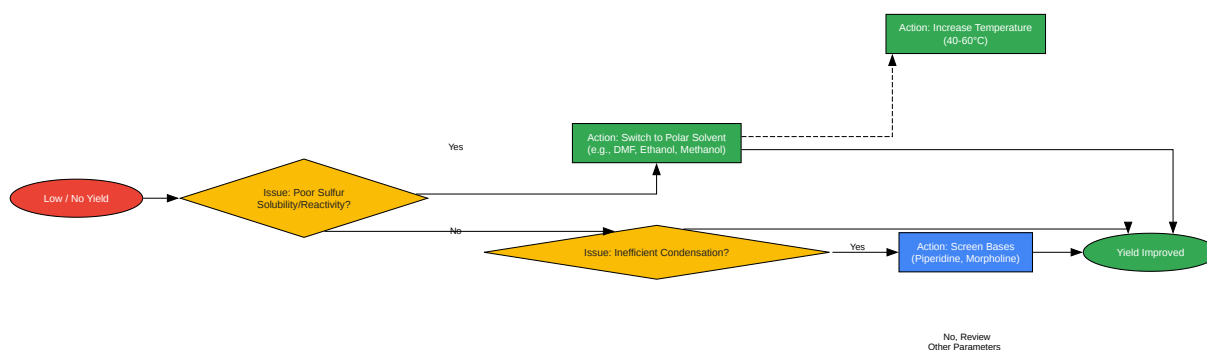 Action: Increase Temperature
(40-60°C)
Action: Switch to Polar Solvent
(e.g., DMF, Ethanol, Methanol)
Yes
Low / No Yield
Issue: Poor Sulfur
Solubility/Reactivity?
No
Issue: Inefficient Condensation?
Yes
Action: Screen Bases
(Piperidine, Morpholine)
Yield Improved
No, Review
Other Parameters